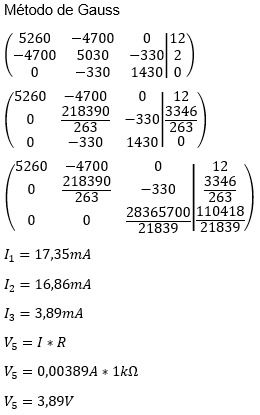 Método de Gauss
5260 −4700 0 12
−4700 5030 −330 2
0 −330 1430 0
5260 −4700 0 12
0 218390/263 −330 3346/263
0 −330 1430 0
5260 −4700 0 12
0 218390/263 −330 3346/263
0 0 28365700/21839 110418/21839
I₁ = 17,35mA
I₂ = 16,86mA
I₃ = 3,89mA
V₅ = I ∗ R
V₅ = 0,00389A ∗ 1kΩ
V₅ = 3,89V